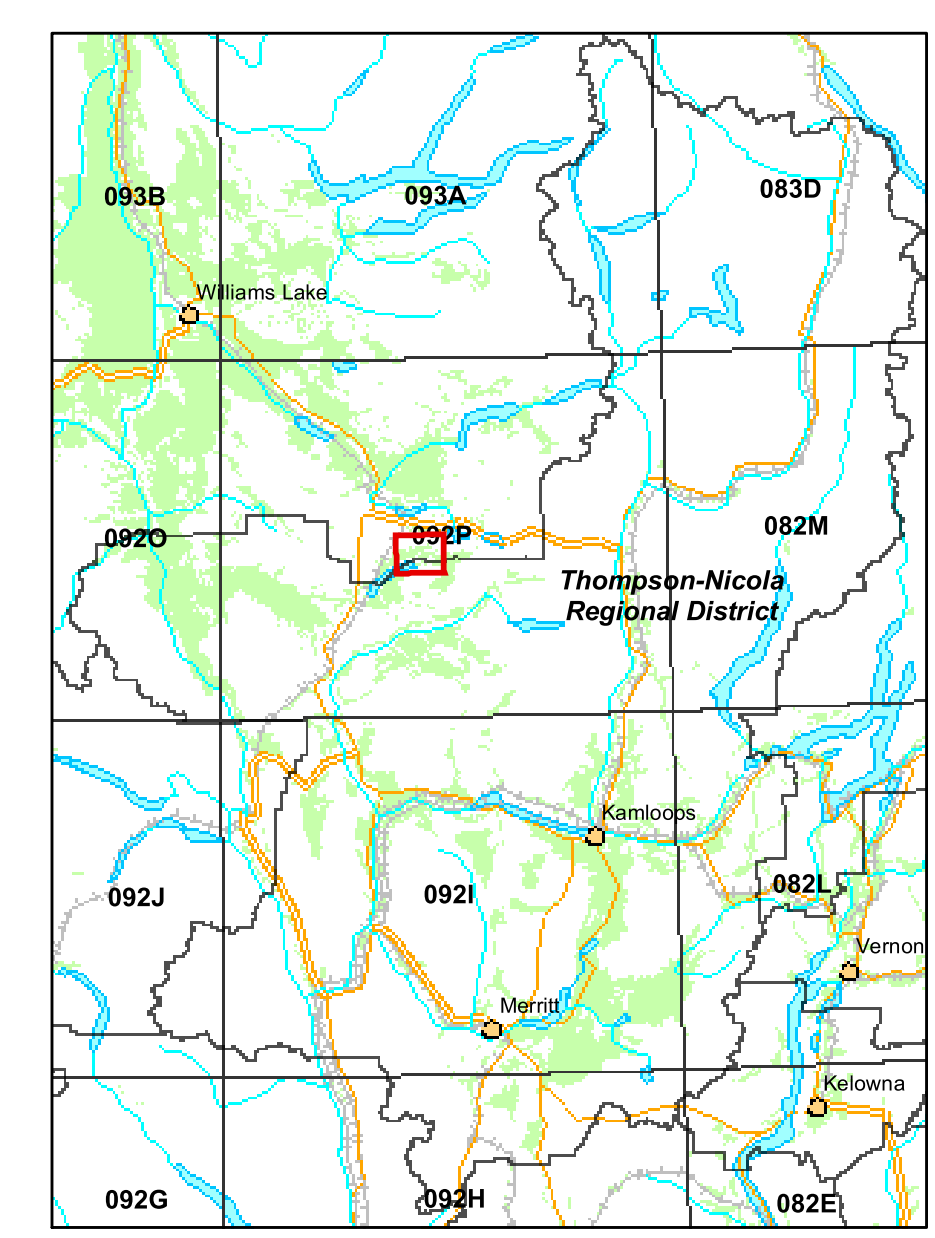 093B
093A
083D
Williams Lake
092O
092P
082M
Thompson-Nicola
Regional District
Kamloops
092J
092I
082L
Vernon
Merritt
Kelowna
092G
092H
082E